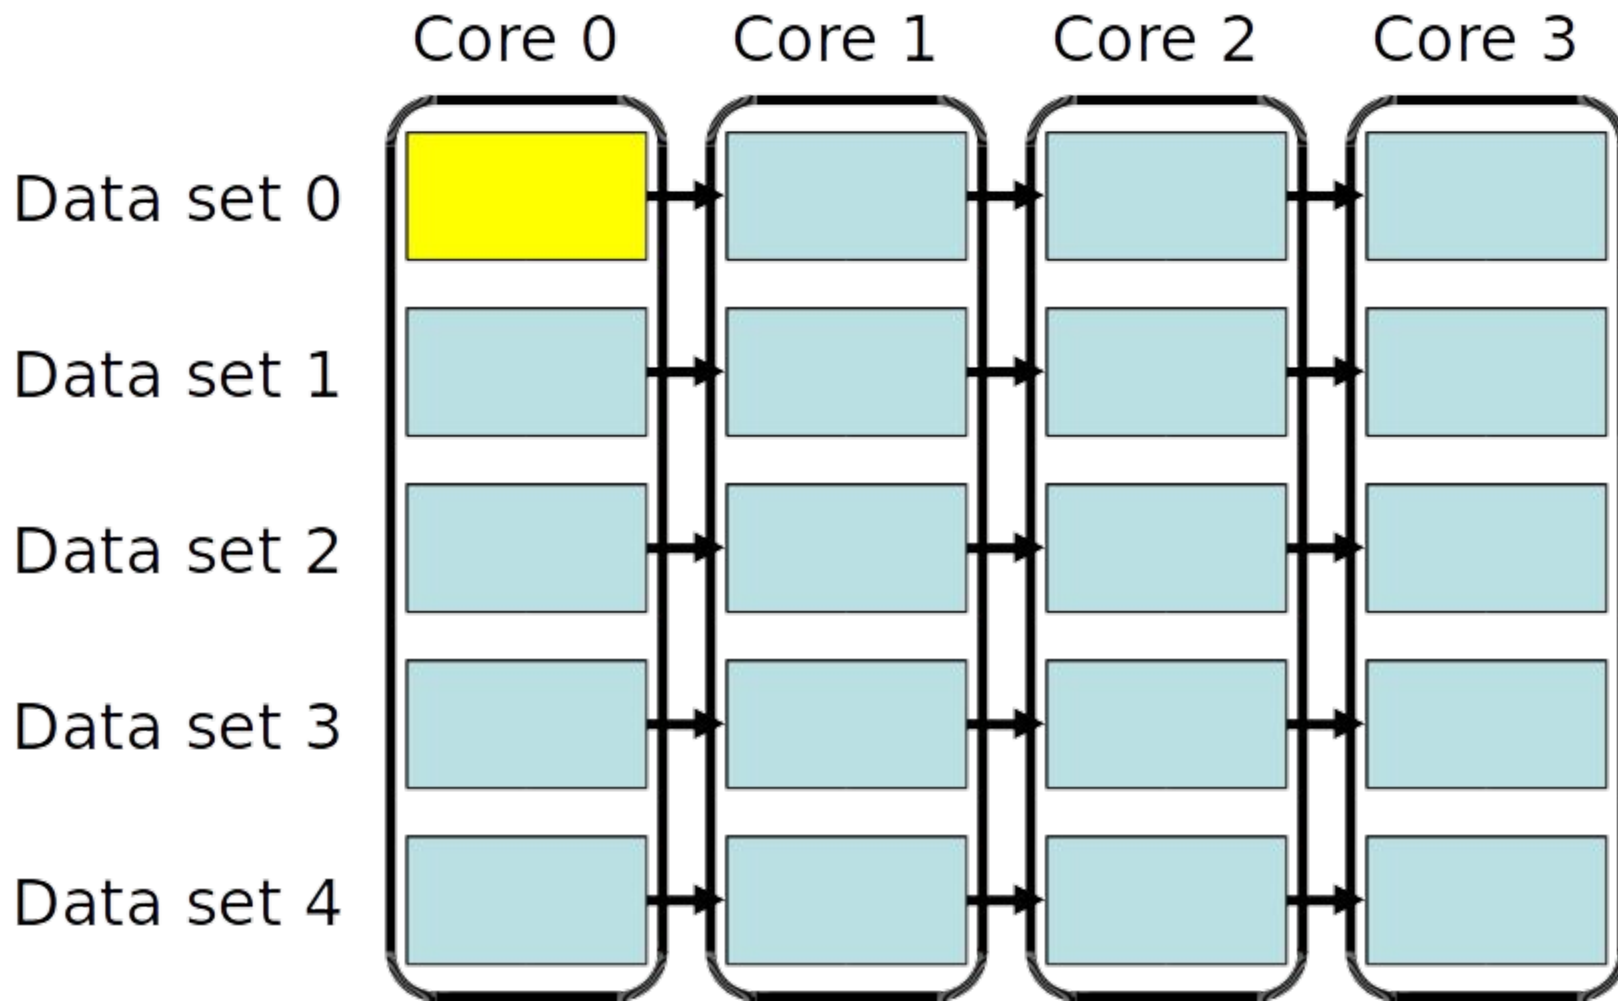 Core 0 Core 1 Core 2 Core 3
Data set 0
Data set 1
Data set 2
Data set 3
Data set 4